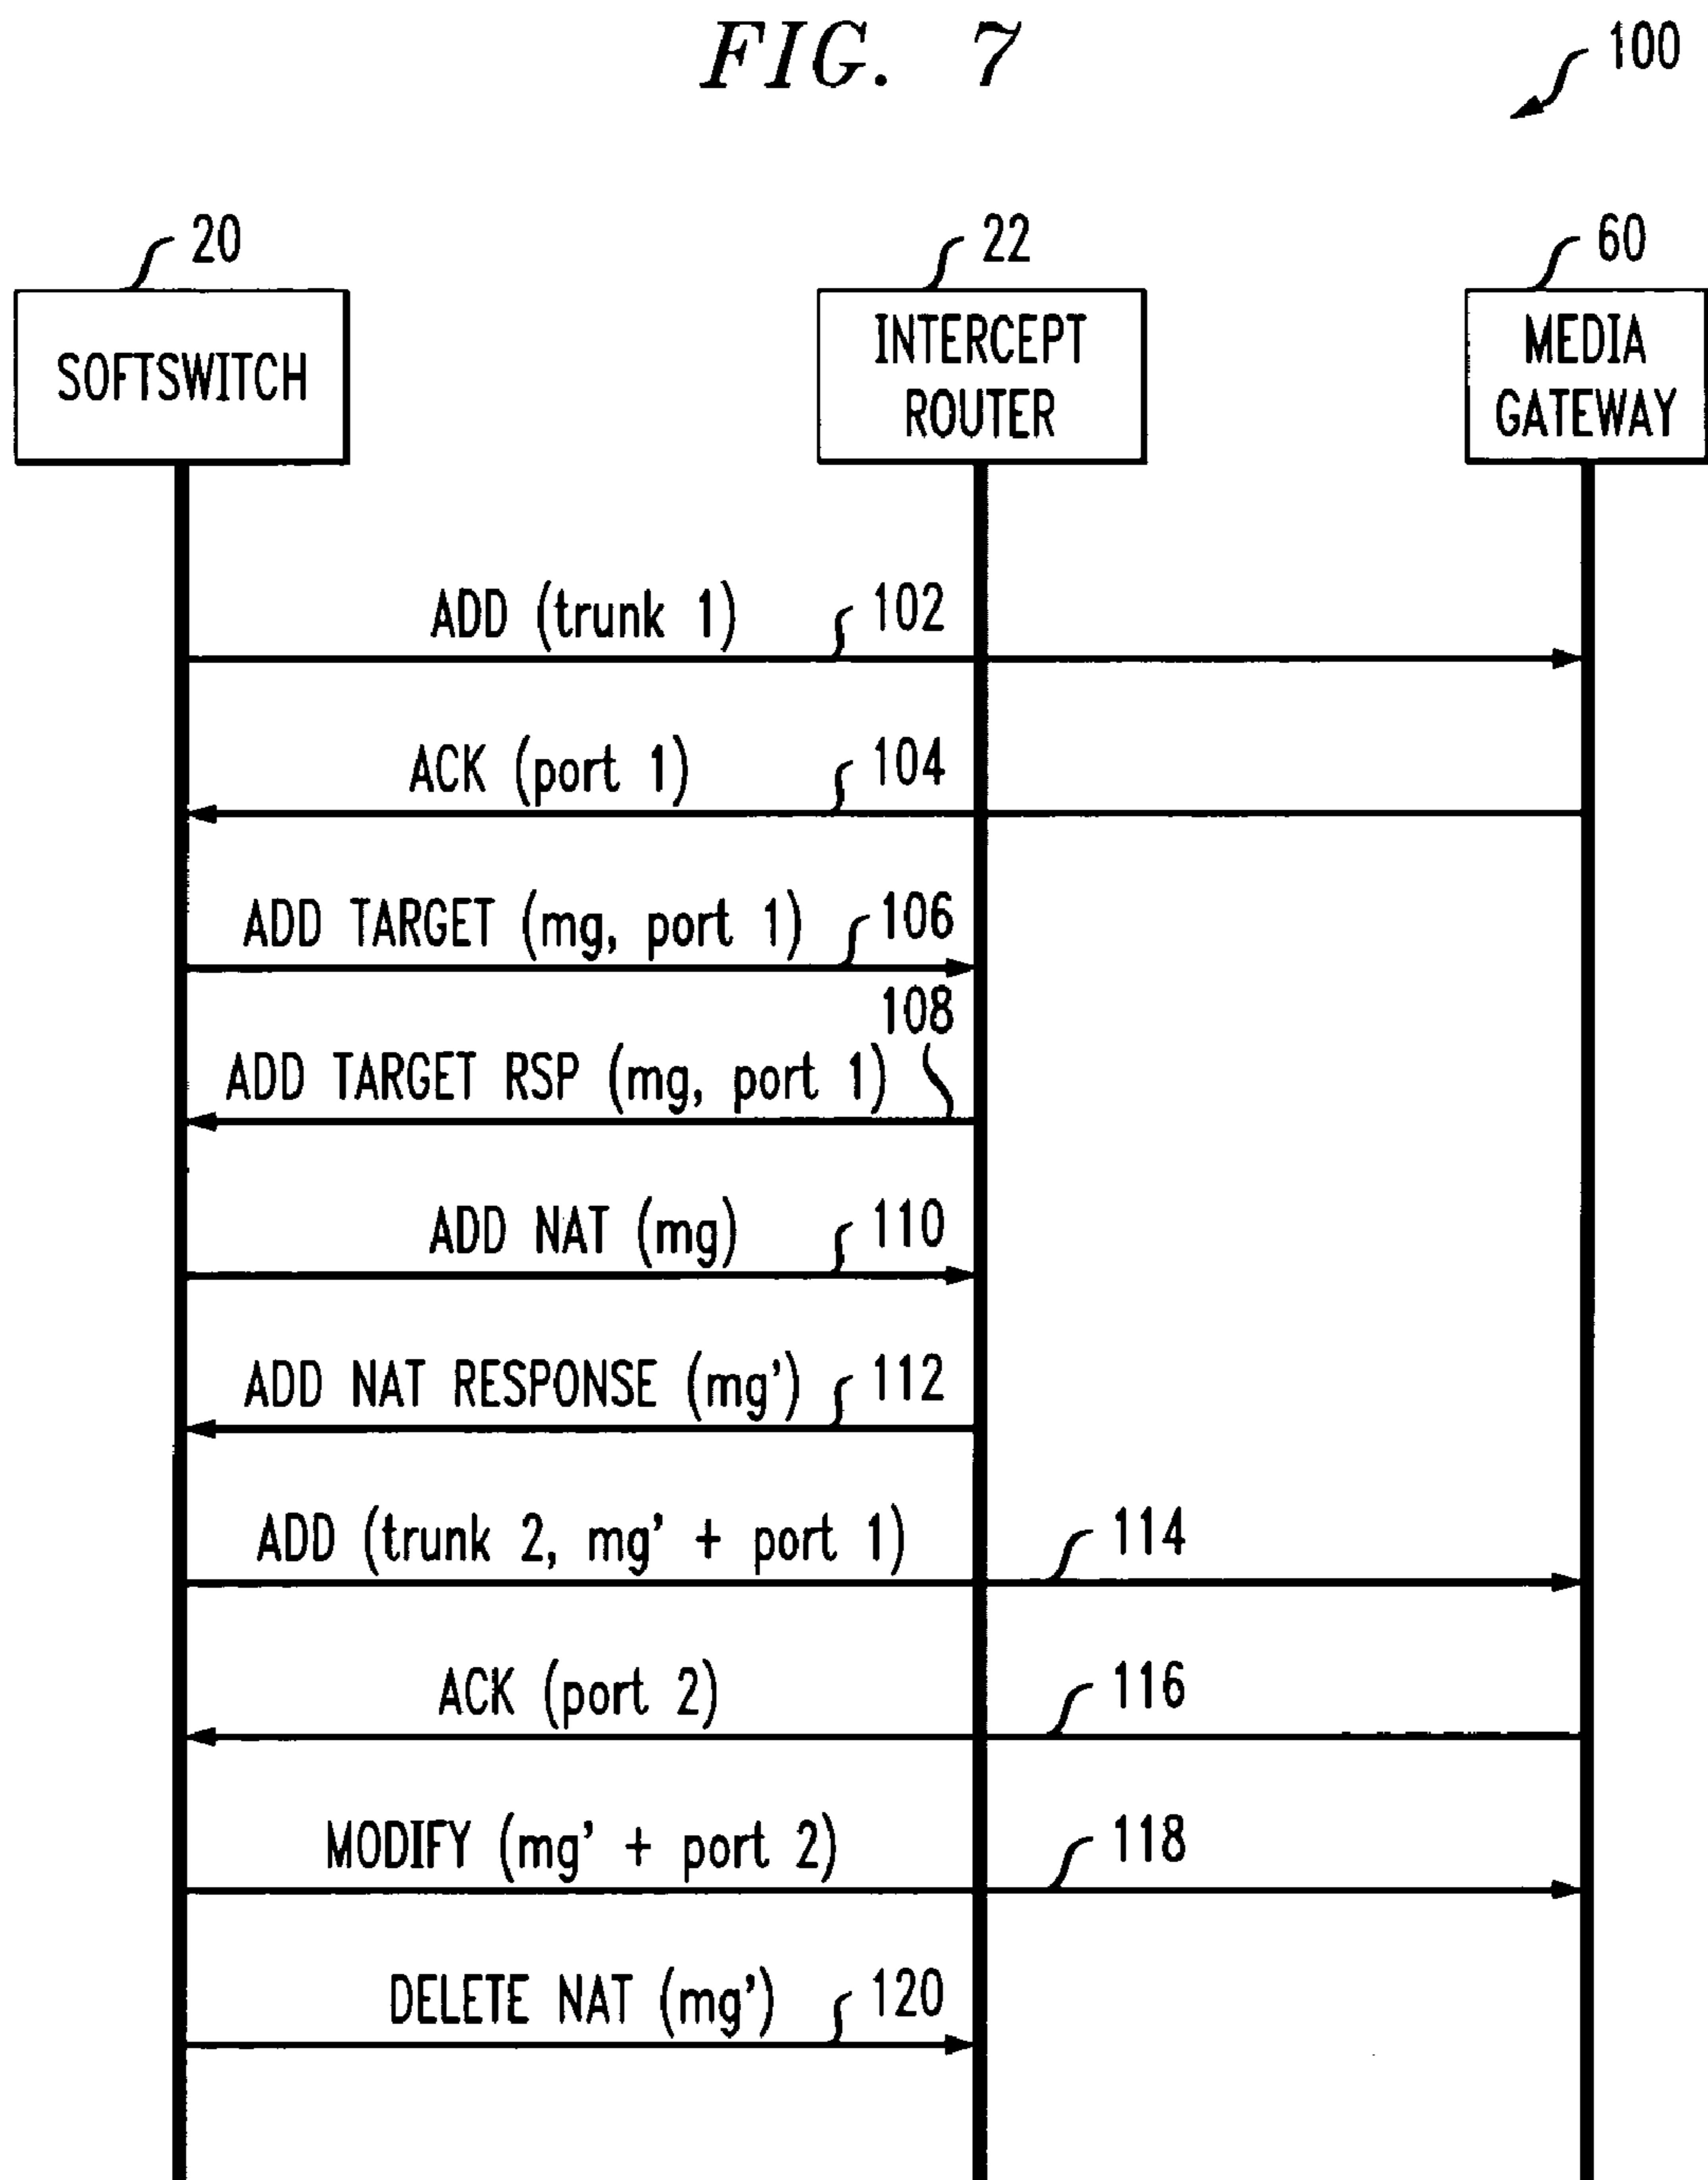 FIG. 7
100
20
22
60
SOFTSWITCH
INTERCEPT
ROUTER
MEDIA
GATEWAY
ADD (trunk 1)
102
ACK (port 1)
104
ADD TARGET (mg, port 1)
106
108
ADD TARGET RSP (mg, port 1)
ADD NAT (mg)
110
ADD NAT RESPONSE (mg')
112
ADD (trunk 2, mg' + port 1)
114
ACK (port 2)
116
MODIFY (mg' + port 2)
118
DELETE NAT (mg')
120